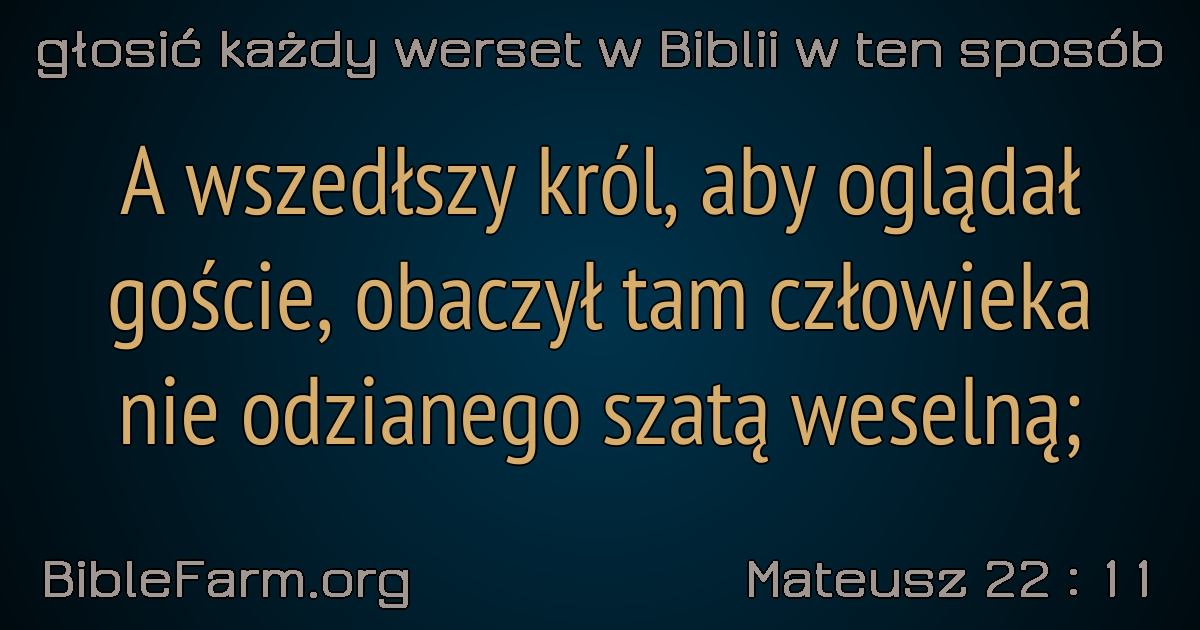 głosić każdy werset w Biblii w ten sposób
A wszedłszy król, aby oglądał
goście, obaczył tam człowieka
nie odzianego szatą weselną;
BibleFarm.org
Mateusz 22 : 11